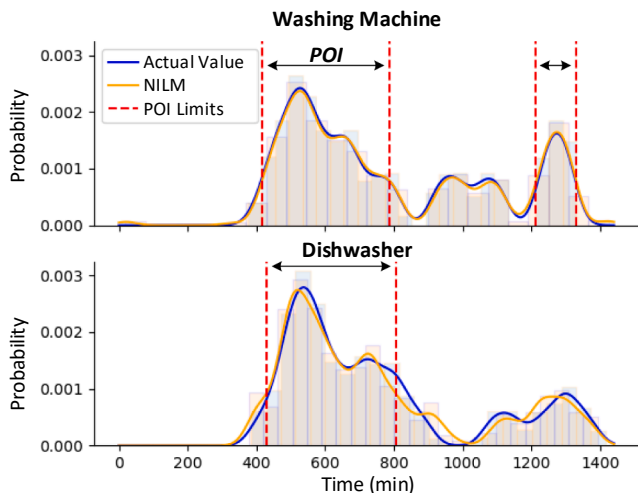 Washing Machine
0.003
0.002
0.001
0.000
Probability
Actual Value
NILM
POI Limits
POI
Dishwasher
0.003
0.002
0.001
0.000
Probability
0 200 400 600 800 1000 1200 1400
Time (min)